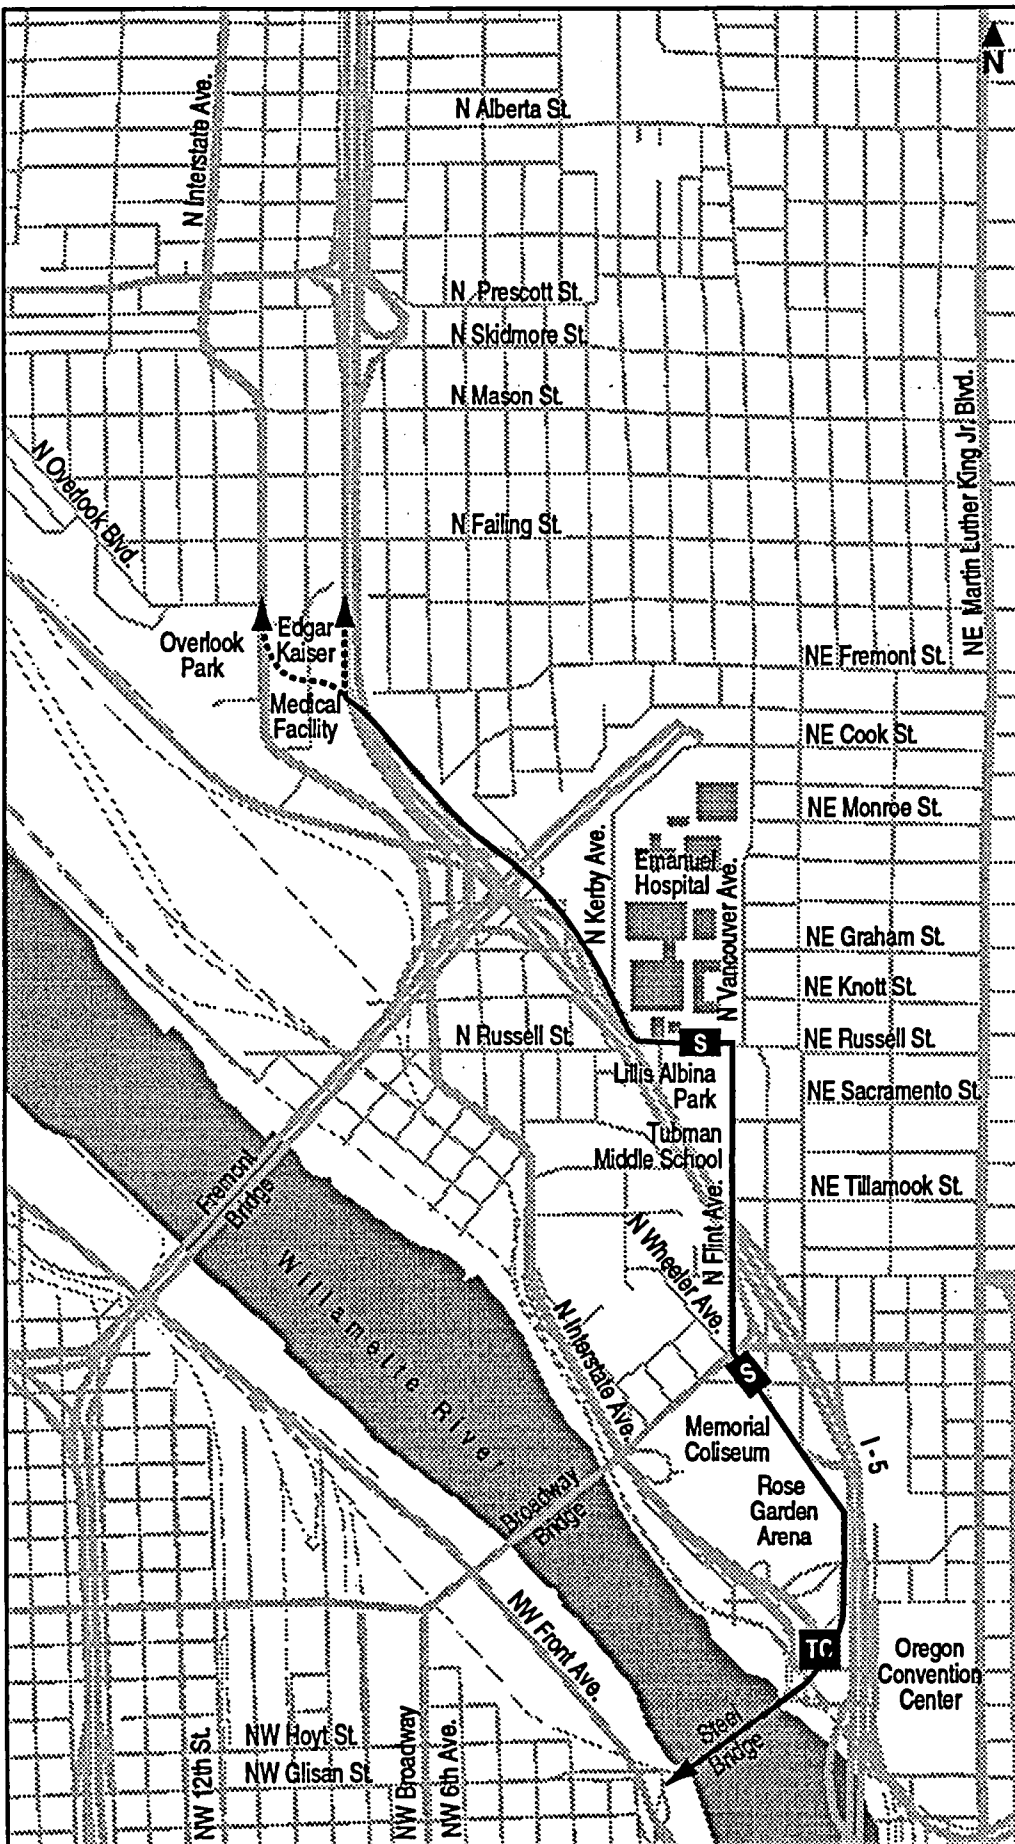 N
N Alberta St.
N Interstate Ave.
N Prescott St.
N Skidmore St.
N Mason St.
NE Martin Luther King Jr. Blvd.
N Overlook Blvd.
N Failing St.
Overlook
Park
Edgar
Kaiser
Medical
Facility
NE Fremont St.
NE Cook St.
NE Monroe St.
N Kerby Ave.
Emanuel
Hospital
N Vancouver Ave.
NE Graham St.
NE Knott St.
N Russell St.
S
NE Russell St.
Lillis Albina
Park
NE Sacramento St.
Tubman
Middle School
Fremont
Bridge
NE Tillamook St.
N Flint Ave.
N Wheeler Ave.
Willamette River
N Interstate Ave.
S
Memorial
Coliseum
I-5
Rose
Garden
Arena
Broadway
Bridge
NW Front Ave.
TC
Oregon
Convention
Center
Steel
Bridge
NW 12th St.
NW Hoyt St.
NW Glisan St.
NW Broadway
NW 6th Ave.